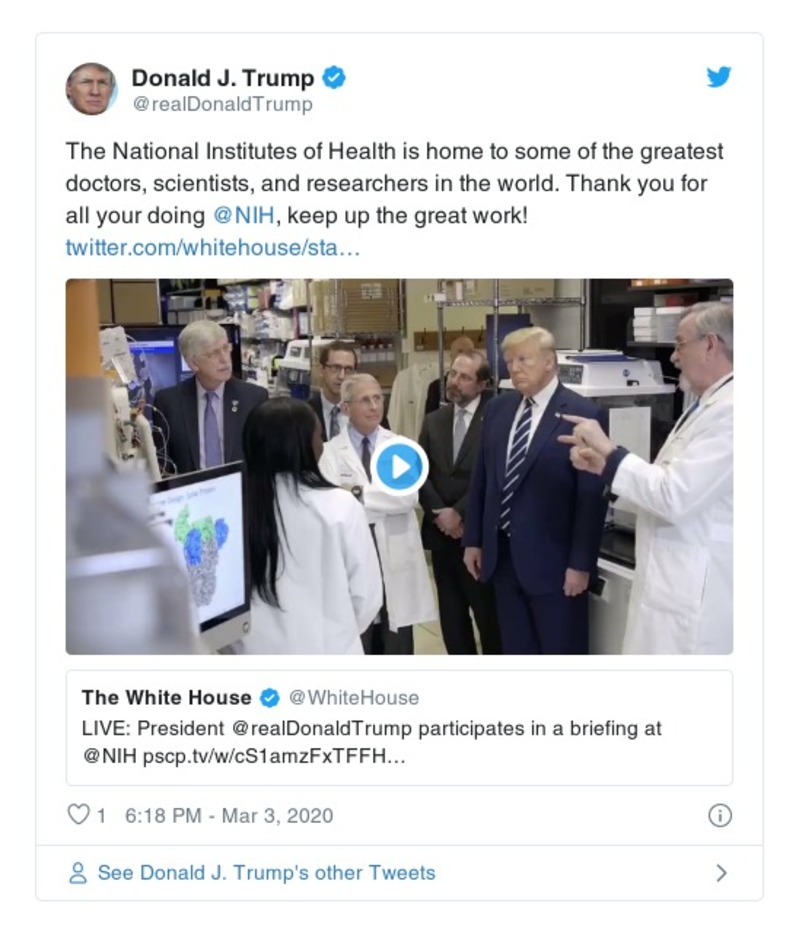 Donald J. Trump
@realDonaldTrump
The National Institutes of Health is home to some of the greatest
doctors, scientists, and researchers in the world. Thank you for
all your doing @NIH, keep up the great work!
twitter.com/whitehouse/sta…
The White House @WhiteHouse
LIVE: President @realDonaldTrump participates in a briefing at
@NIH pscp.tv/w/cS1amzFxTFFH…
1 6:18 PM - Mar 3, 2020
See Donald J. Trump's other Tweets